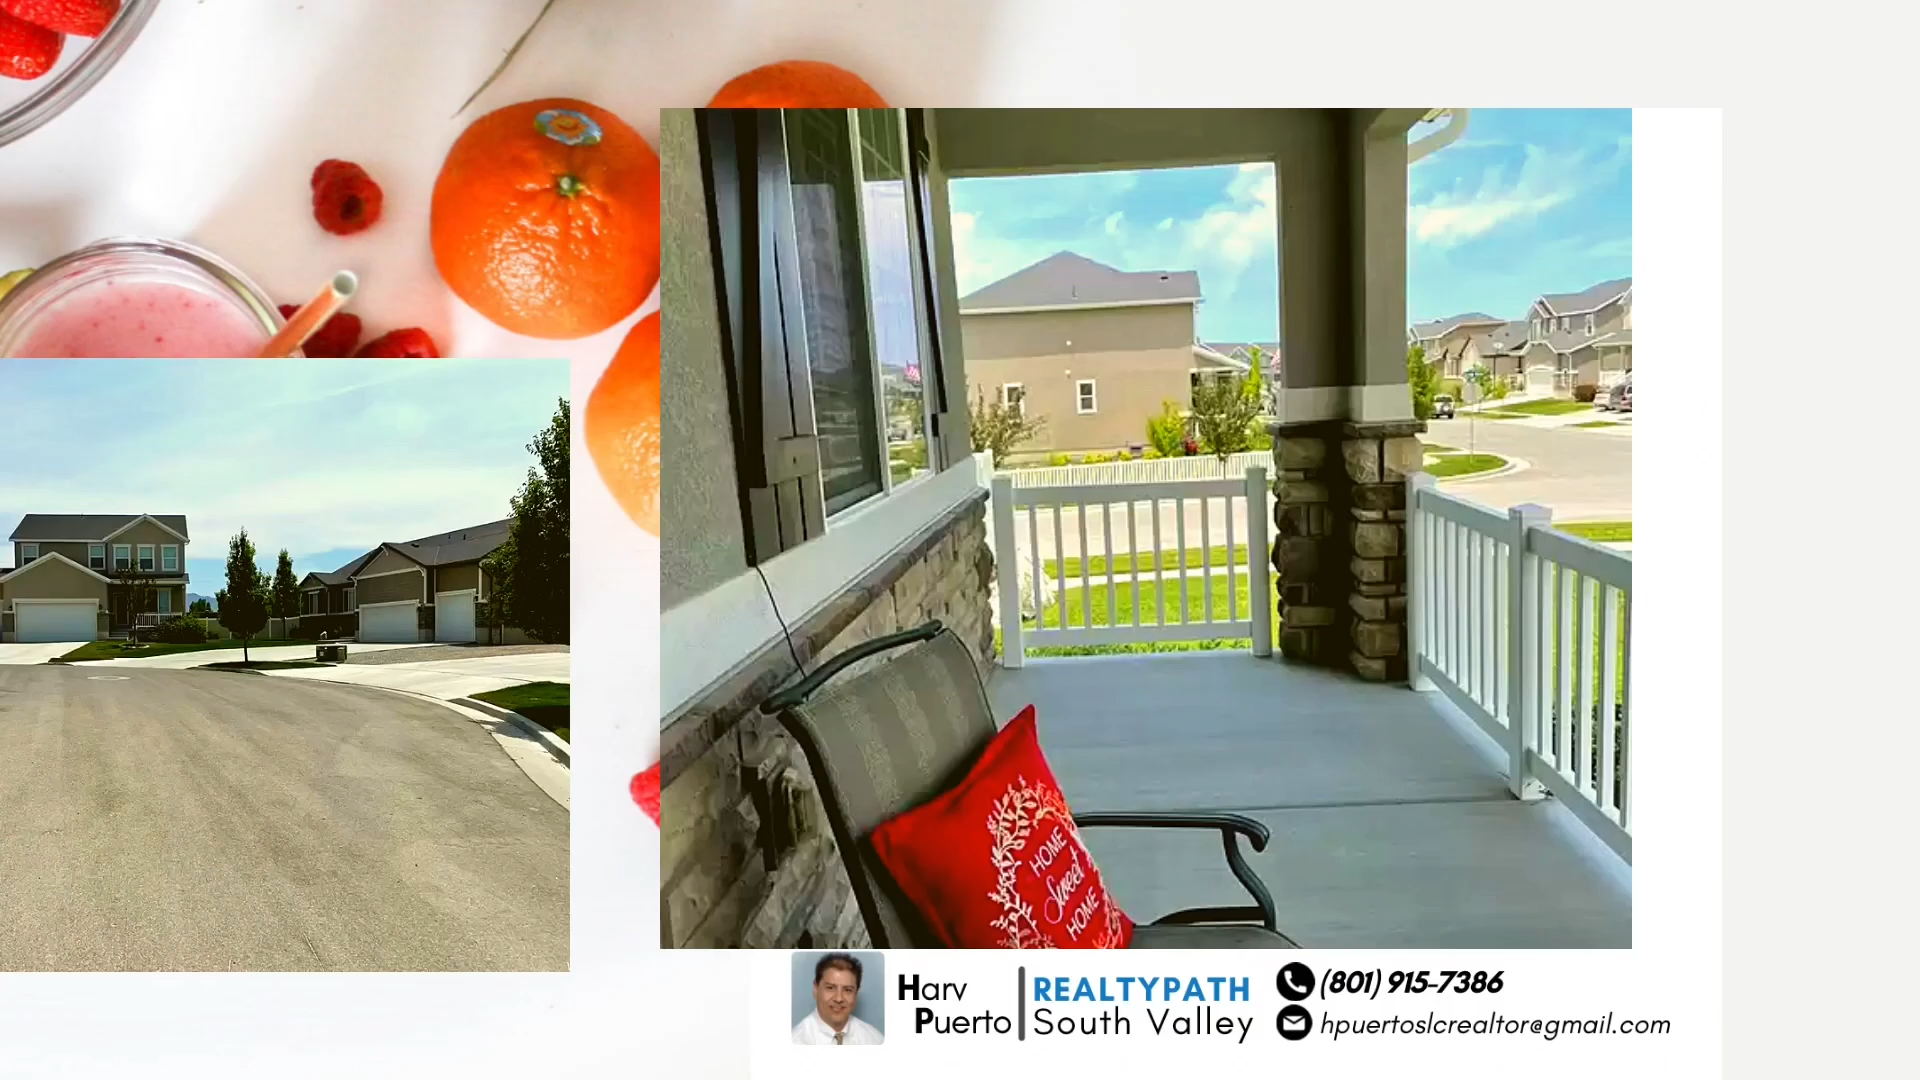 HOME
Sweet
HOME
Harv
Puerto
REALTYPATH
South Valley
(801) 915-7386
hpuertoslcrealtor@gmail.com